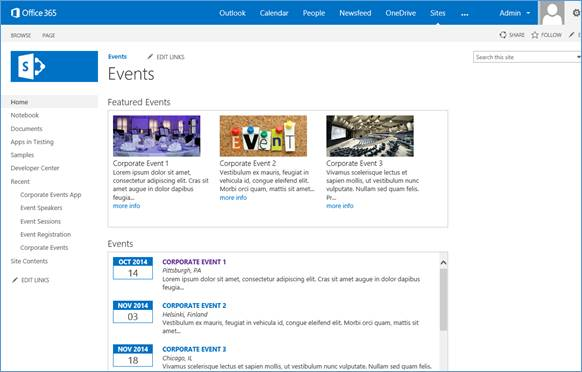 Office 365
Outlook Calendar People Newsfeed OneDrive Sites ... Admin
BROWSE PAGE
SHARE FOLLOW
Events EDIT LINKS
Search this site
Events
Home
Notebook
Documents
Apps in Testing
Samples
Developer Center
Recent
Corporate Events App
Event Speakers
Event Sessions
Event Registration
Corporate Events
Site Contents
EDIT LINKS
Featured Events
EVENT
Corporate Event 1
Lorem ipsum dolor sit amet,
consectetur adipiscing elit. Cras sit
amet augue in dolor dapibus
feugia...
more info
Corporate Event 2
Vestibulum ex mauris, feugiat in
vehicula id, congue eleifend mi.
Morbi orci quam, mattis sit amet...
more info
Corporate Event 3
Vivamus scelerisque lectus et
sapien mollis, ut vestibulum nunc
vulputate. Nullam sed quam felis.
Pr...
more info
Events
OCT 2014
14
CORPORATE EVENT 1
Pittsburgh, PA
Lorem ipsum dolor sit amet, consectetur adipiscing elit. Cras sit amet augue in dolor dapibus
feugia...
NOV 2014
03
CORPORATE EVENT 2
Helsinki, Finland
Vestibulum ex mauris, feugiat in vehicula id, congue eleifend mi. Morbi orci quam, mattis sit
amet...
NOV 2014
18
CORPORATE EVENT 3
Chicago, IL
Vivamus scelerisque lectus et sapien mollis, ut vestibulum nunc vulputate. Nullam sed quam felis.